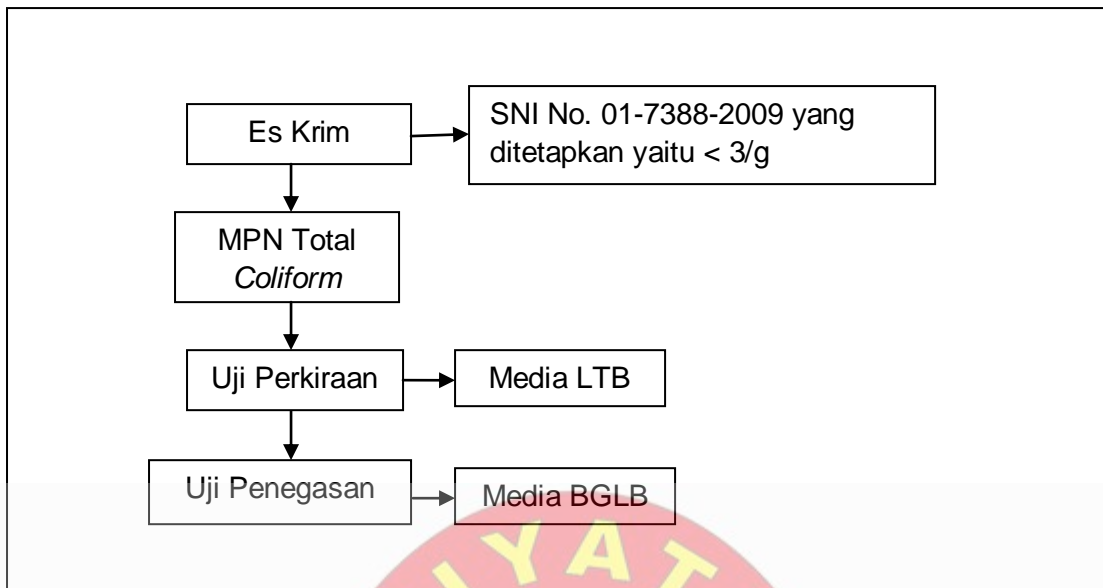 Es Krim
SNI No. 01-7388-2009 yang
ditetapkan yaitu < 3/g
MPN Total
Coliform
Uji Perkiraan
Media LTB
Uji Penegasan
Media BGLB
IYAT